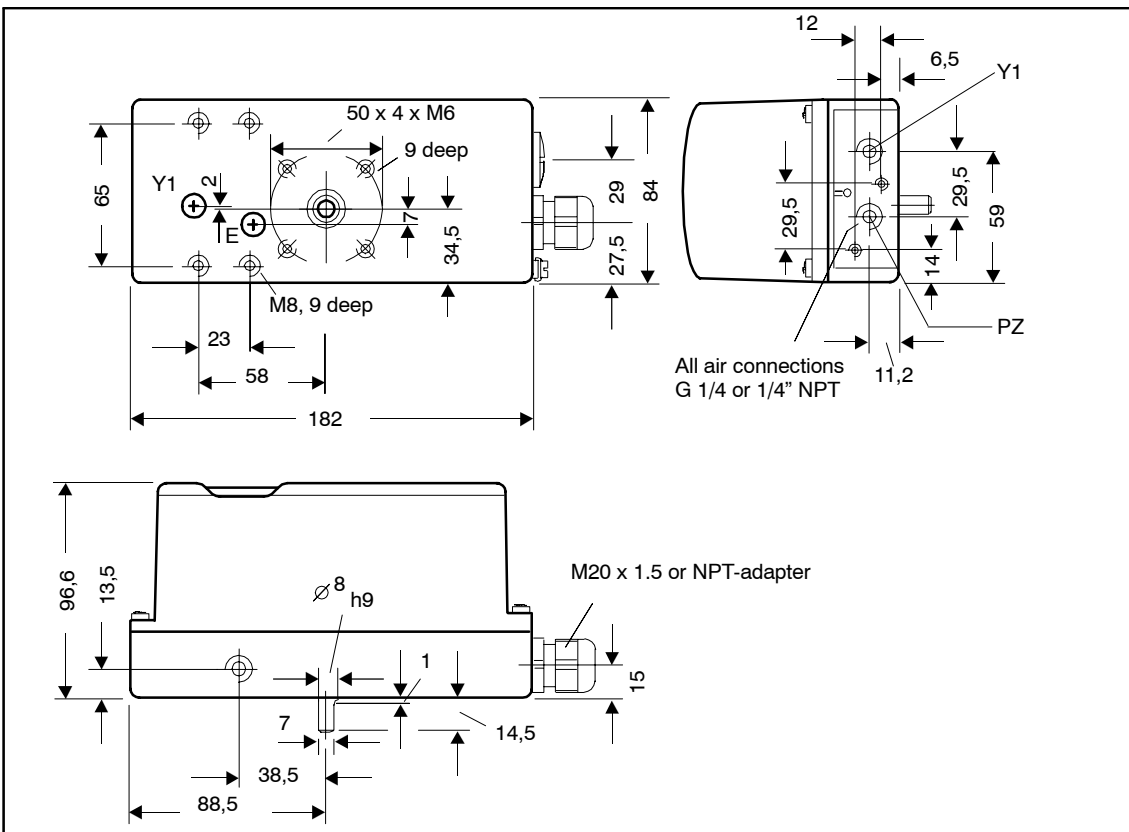 12
6,5
Y1
50 x 4 x M6
9 deep
65
Y1
2
E
7
34,5
29
84
27,5
29,5
29,5
59
14
M8, 9 deep
23
58
182
PZ
11,2
All air connections
G 1/4 or 1/4” NPT
96,6
13,5
⌀ 8
h9
M20 x 1.5 or NPT-adapter
1
15
7
14,5
38,5
88,5